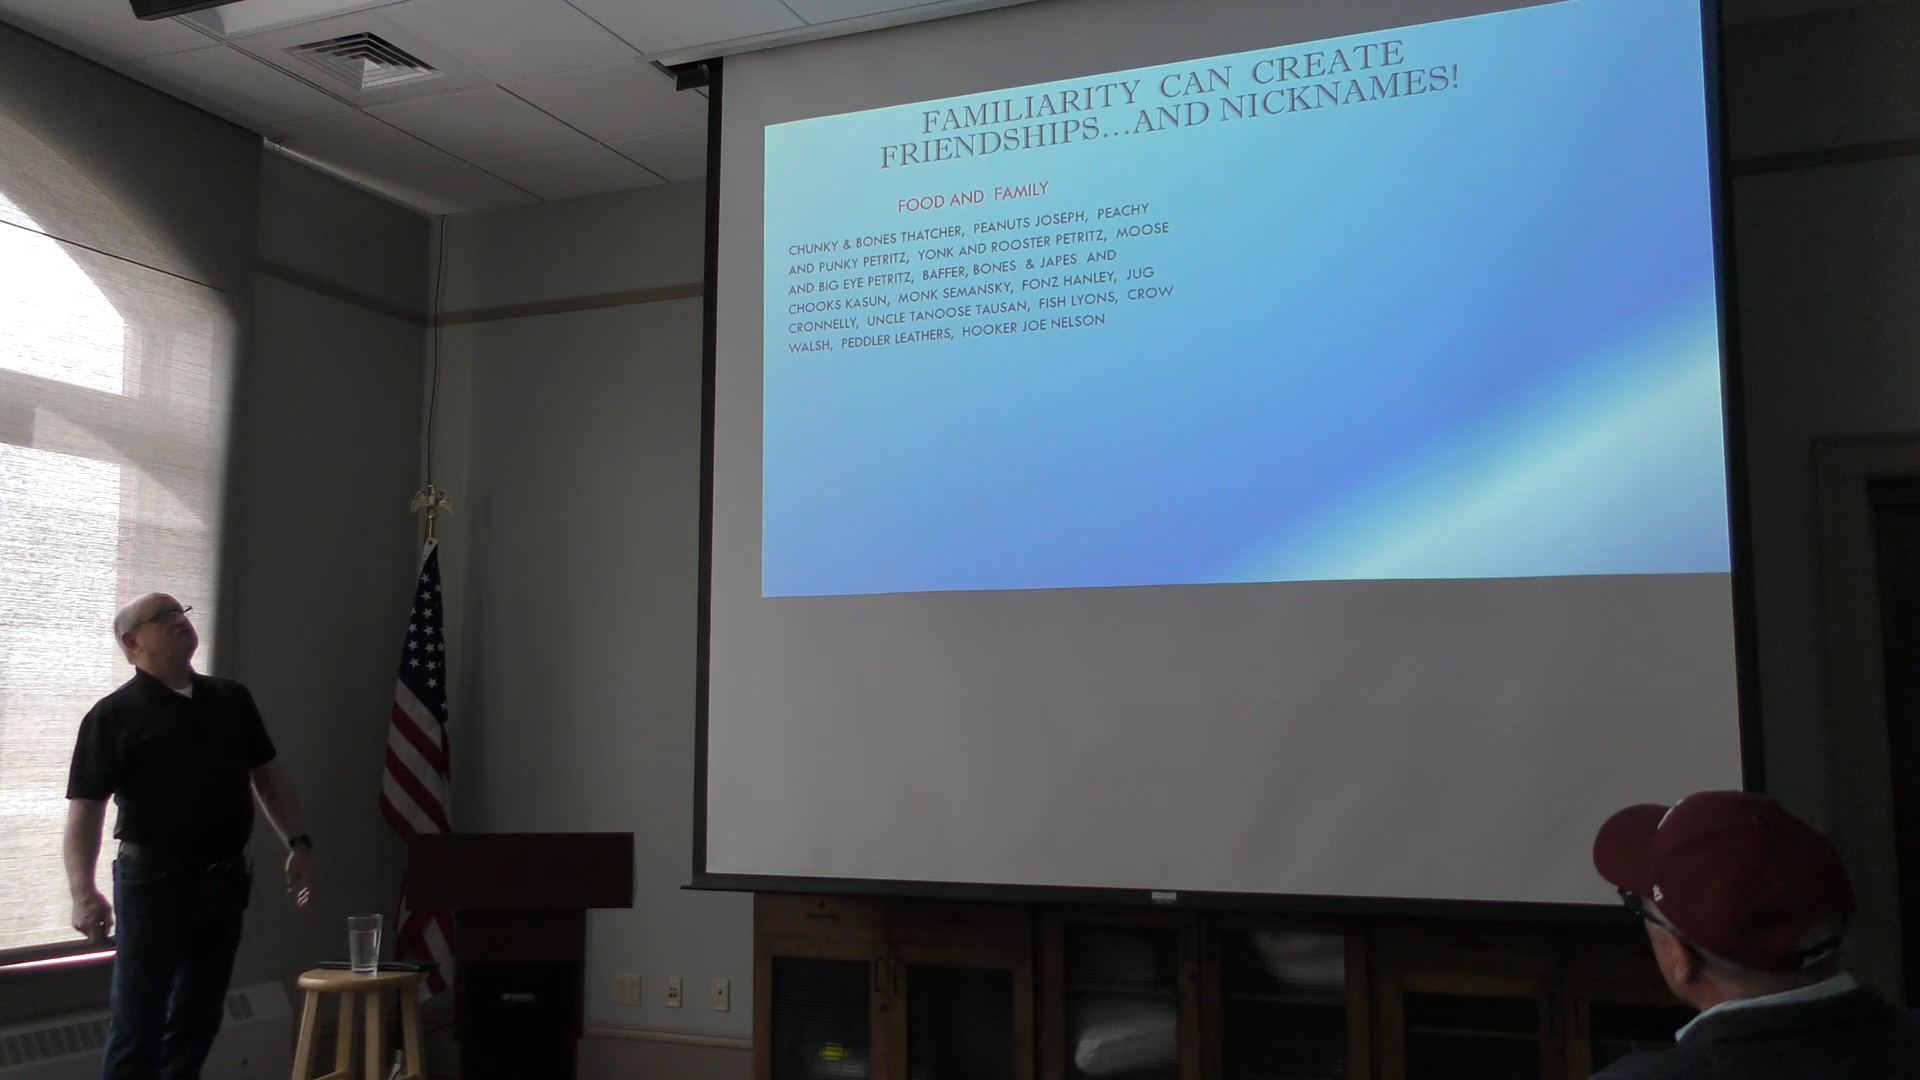 FAMILIARITY CAN CREATE
FRIENDSHIPS...AND NICKNAMES!
FOOD AND FAMILY
CHUNKY & BONES THATCHER, PEANUTS JOSEPH, PEACHY
AND PUNKY PETRITZ, YONK AND ROOSTER PETRITZ, MOOSE
AND BIG EYE PETRITZ, BAFFER, BONES & JAPES AND
CHOOKS KASUN, MONK SEMANSKY, FONZ HANLEY, JUG
CRONNELLY, UNCLE TANOOSE TAUSAN, FISH LYONS, CROW
WALSH, PEDDLER LEATHERS, HOOKER JOE NELSON